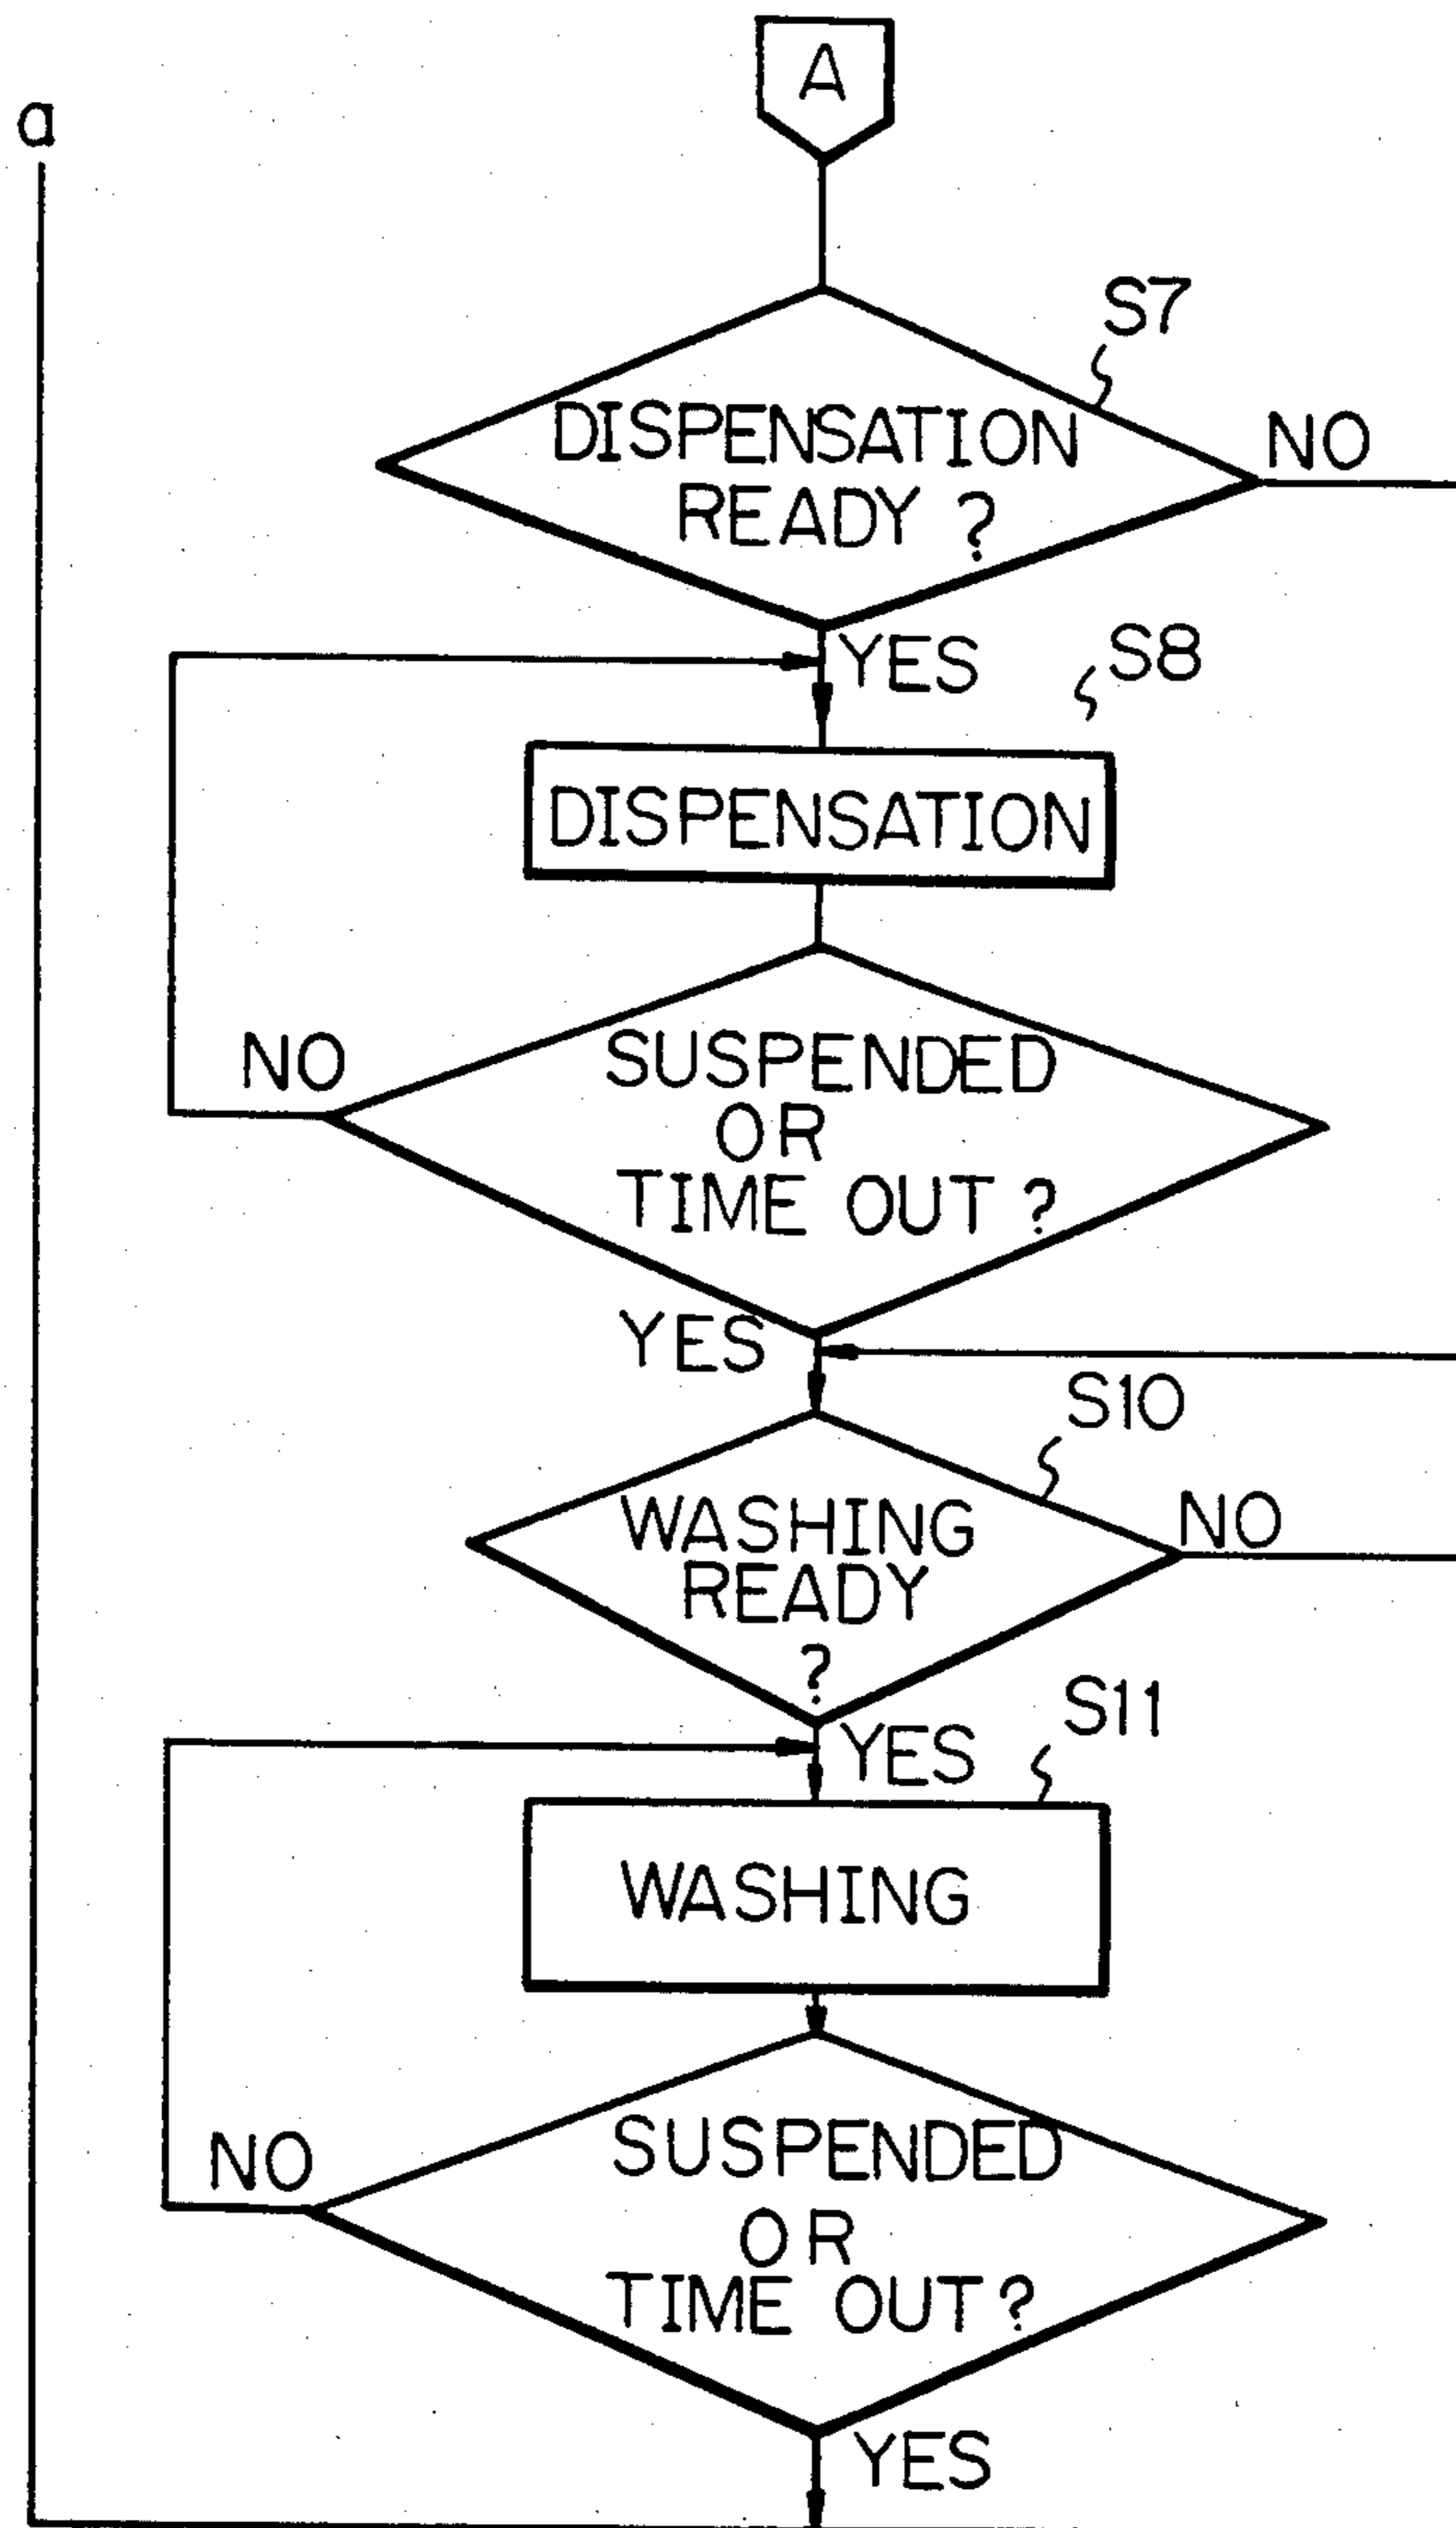 A
a
S7
DISPENSATION
READY ?
NO
YES
S8
DISPENSATION
SUSPENDED
OR
TIME OUT ?
NO
YES
S10
WASHING
READY
?
NO
YES
S11
WASHING
SUSPENDED
OR
TIME OUT ?
NO
YES